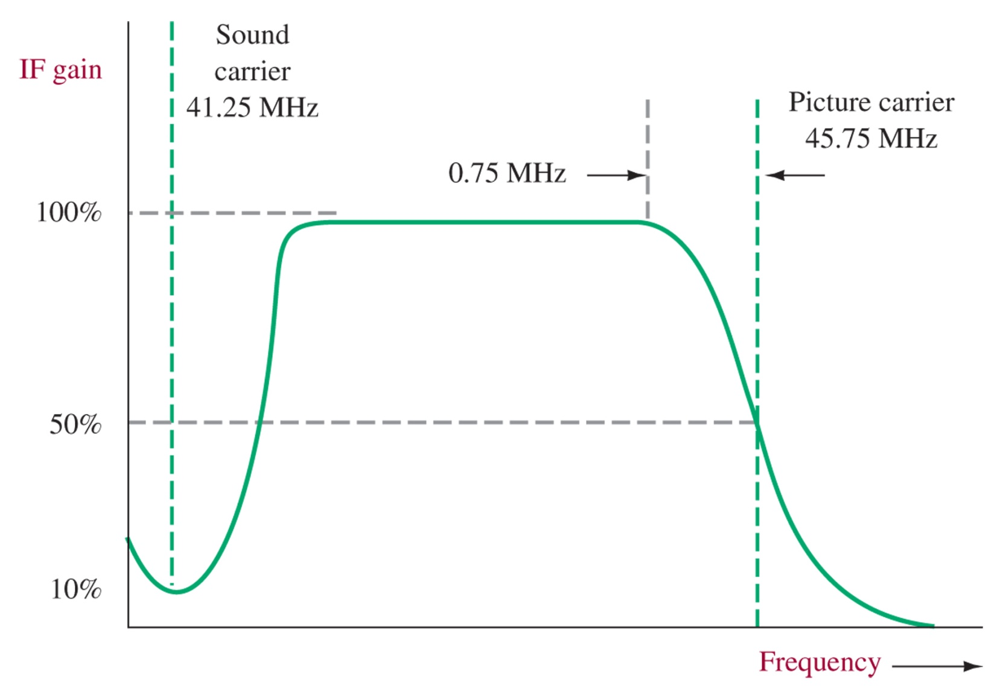 Sound
carrier
41.25 MHz
IF gain
Picture carrier
45.75 MHz
0.75 MHz
100%
50%
10%
Frequency